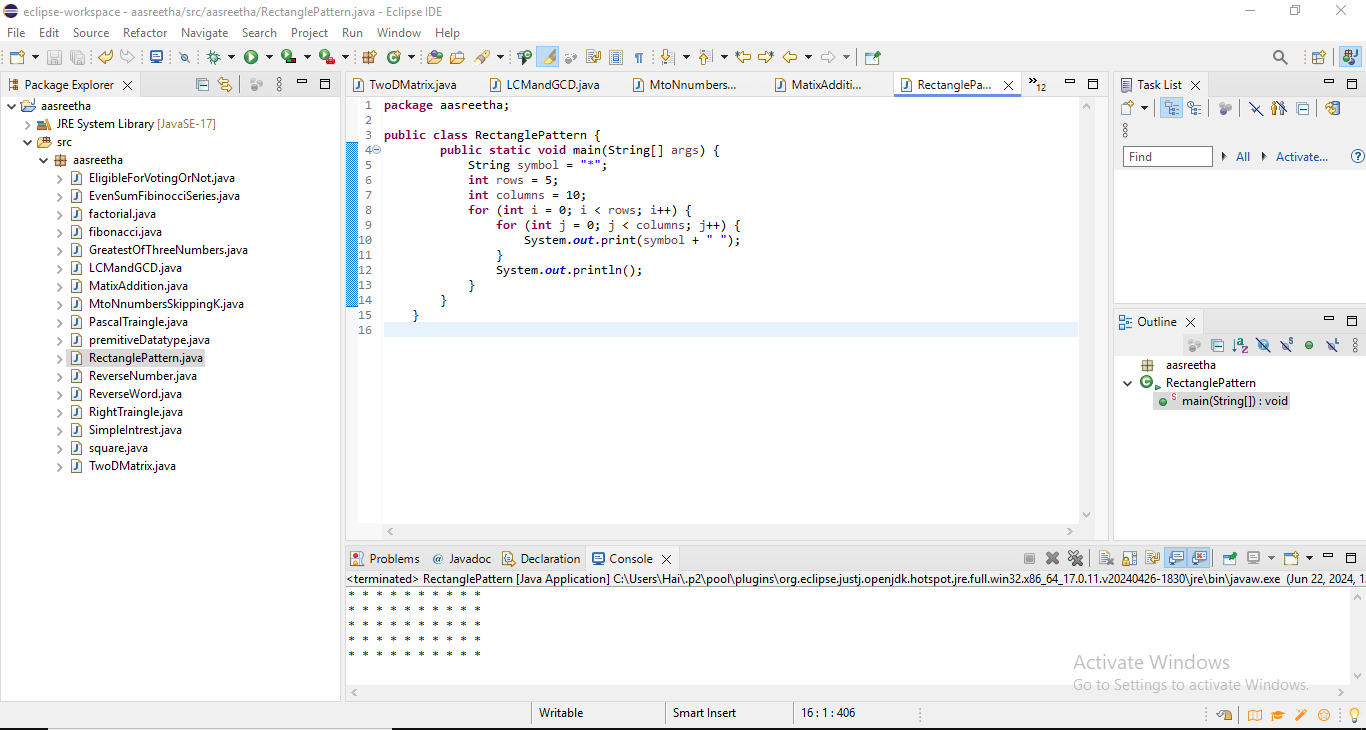 eclipse-workspace - aasreetha/src/aasreetha/RectanglePattern.java - Eclipse IDE
File Edit Source Refactor Navigate Search Project Run Window Help
Package Explorer
aasreetha
JRE System Library [JavaSE-17]
src
aasreetha
EligibleForVotingOrNot.java
EvenSumFibinocciSeries.java
factorial.java
fibonacci.java
GreatestOfThreeNumbers.java
LCMandGCD.java
MatixAddition.java
MtoNnumbersSkippingK.java
PascalTraingle.java
premitiveDatatype.java
RectanglePattern.java
ReverseNumber.java
ReverseWord.java
RightTraingle.java
SimpleIntrest.java
square.java
TwoDMatrix.java
TwoDMatrix.java LCMandGCD.java MtoNnumbers... MatixAdditi... RectanglePa... »12
1 package aasreetha;
2
3 public class RectanglePattern {
4 public static void main(String[] args) {
5 String symbol = "*";
6 int rows = 5;
7 int columns = 10;
8 for (int i = 0; i < rows; i++) {
9 for (int j = 0; j < columns; j++) {
10 System.out.print(symbol + " ");
11 }
12 System.out.println();
13 }
14 }
15 }
16
Task List
Find All Activate...
Outline
aasreetha
RectanglePattern
main(String[]) : void
Problems @ Javadoc Declaration Console
<terminated> RectanglePattern [Java Application] C:\Users\Hai\.p2\pool\plugins\org.eclipse.justj.openjdk.hotspot.jre.full.win32.x86_64_17.0.11.v20240426-1830\jre\bin\javaw.exe (Jun 22, 2024, 1
* * * * * * * * * *
* * * * * * * * * *
* * * * * * * * * *
* * * * * * * * * *
* * * * * * * * * *
Activate Windows
Go to Settings to activate Windows.
Writable Smart Insert 16 : 1 : 406